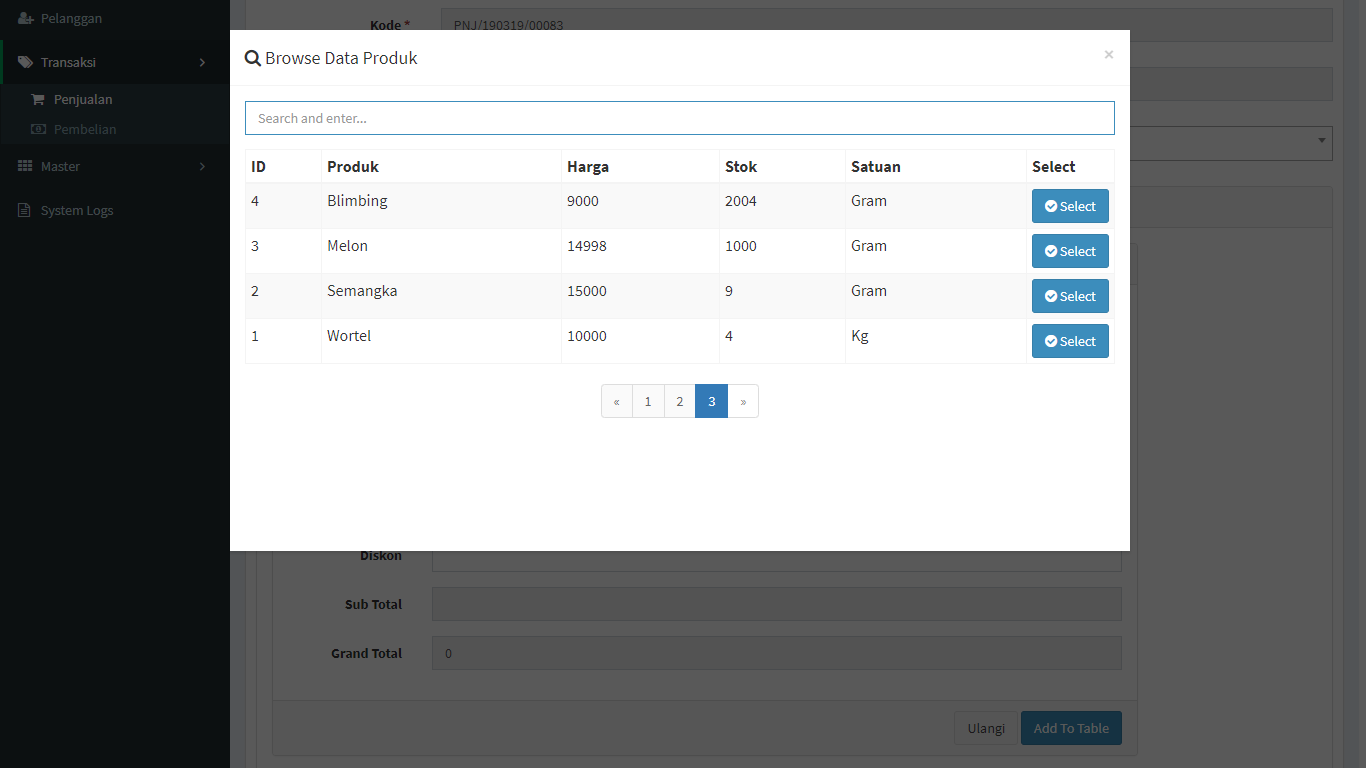 Pelanggan
Transaksi
Penjualan
Pembelian
Master
System Logs
Kode *
PNJ/190319/00083
Browse Data Produk
×
Search and enter...
ID Produk Harga Stok Satuan Select
4 Blimbing 9000 2004 Gram Select
3 Melon 14998 1000 Gram Select
2 Semangka 15000 9 Gram Select
1 Wortel 10000 4 Kg Select
« 1 2 3 »
Diskon
Sub Total
Grand Total 0
Ulangi Add To Table